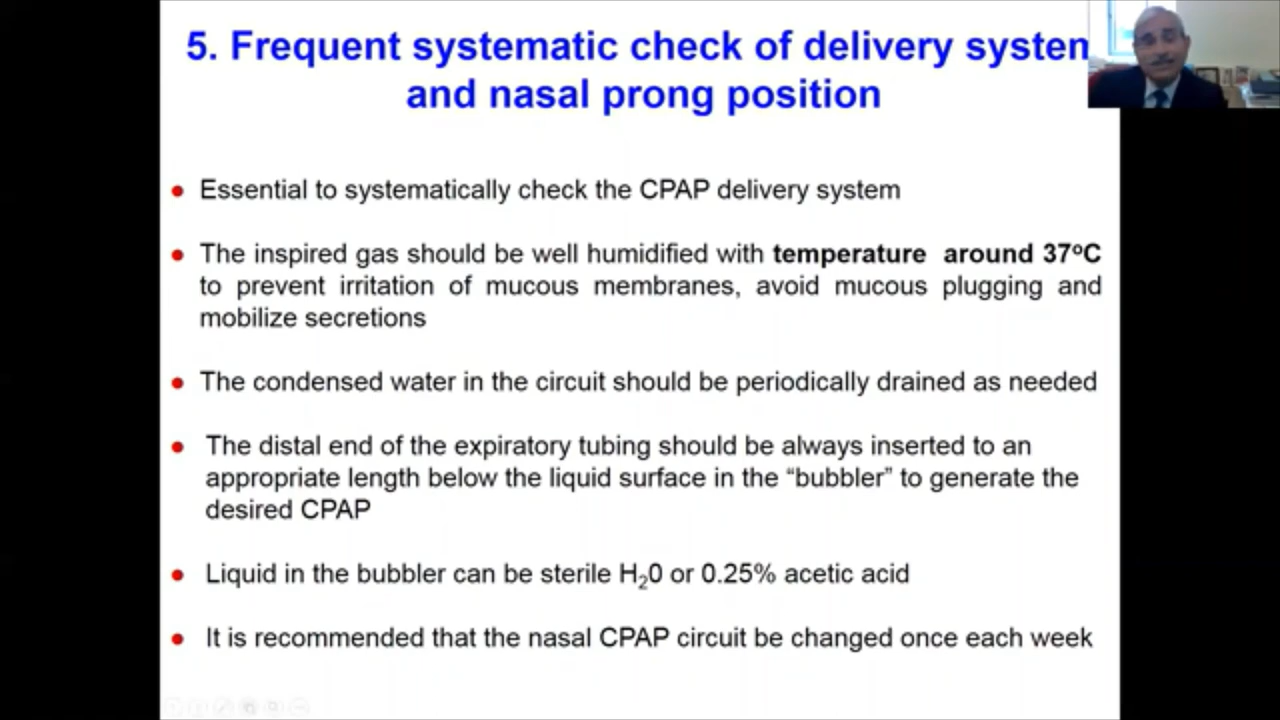 5. Frequent systematic check of delivery system
and nasal prong position
• Essential to systematically check the CPAP delivery system
• The inspired gas should be well humidified with temperature around 37ºC
to prevent irritation of mucous membranes, avoid mucous plugging and
mobilize secretions
• The condensed water in the circuit should be periodically drained as needed
• The distal end of the expiratory tubing should be always inserted to an
appropriate length below the liquid surface in the “bubbler” to generate the
desired CPAP
• Liquid in the bubbler can be sterile H₂0 or 0.25% acetic acid
• It is recommended that the nasal CPAP circuit be changed once each week